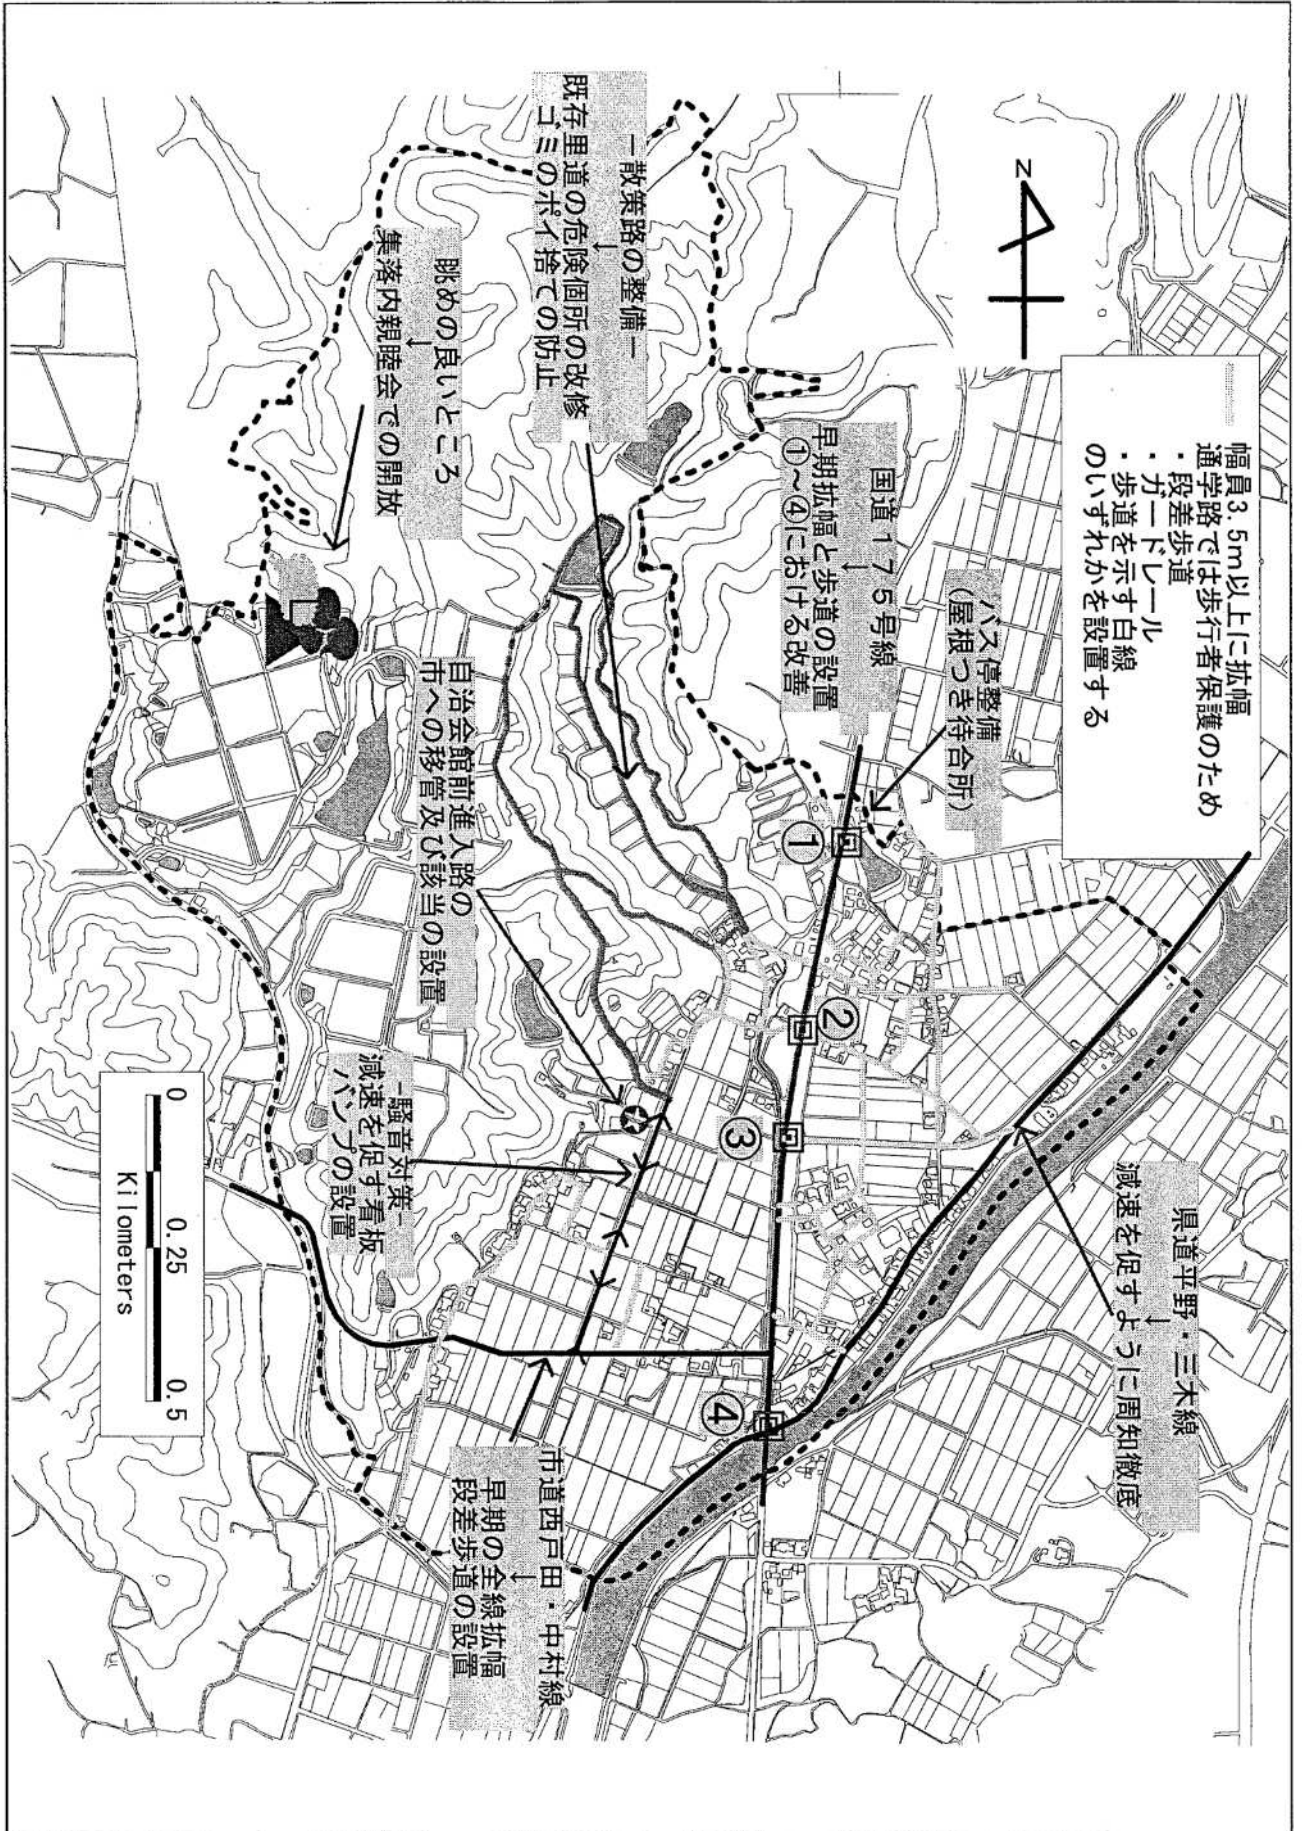 N
幅員3.5m以上に拡幅
通学路では歩行者保護のため
・段差歩道
・ガードレール
・歩道を示す白線
のいずれかを設置する
バス停整備
(屋根つき待合所)
国道175号線
↓
早期拡幅と歩道の設置
①～④における改善
－散策路の整備－
↓
既存里道の危険個所の改修
ゴミのポイ捨ての防止
眺めの良いところ
↓
集落内親睦会での開放
県道平野・三木線
↓
減速を促すように周知徹底
①
②
③
④
自治会館前進入路の
市への移管及び該当の設置
－騒音対策－
減速を促す看板
バンプの設置
市道西戸田・中村線
↓
早期の全線拡幅
段差歩道の設置
0 0.25 0.5
Kilometers